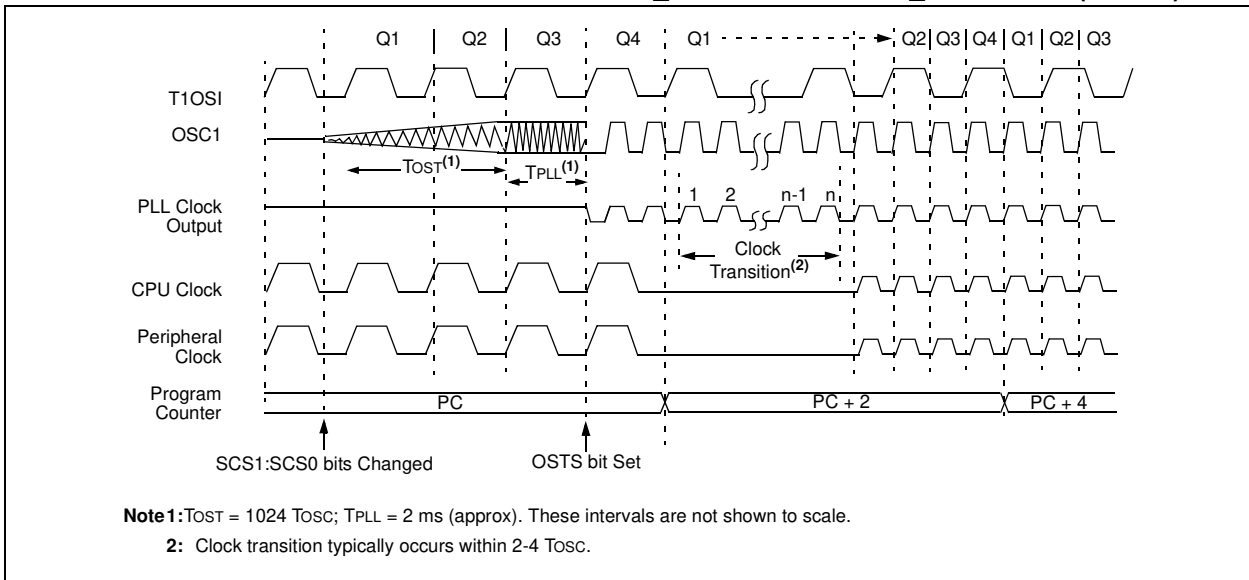 Q1 Q2 Q3 Q4 Q1 Q2 Q3 Q4 Q1 Q2 Q3
T1OSI
OSC1
TOST(1)
TPLL(1)
1 2 n-1 n
PLL Clock
Output
Clock
Transition(2)
CPU Clock
Peripheral
Clock
Program
Counter
PC PC + 2 PC + 4
SCS1:SCS0 bits Changed OSTS bit Set
Note1:TOST = 1024 TOSC; TPLL = 2 ms (approx). These intervals are not shown to scale.
2: Clock transition typically occurs within 2-4 TOSC.